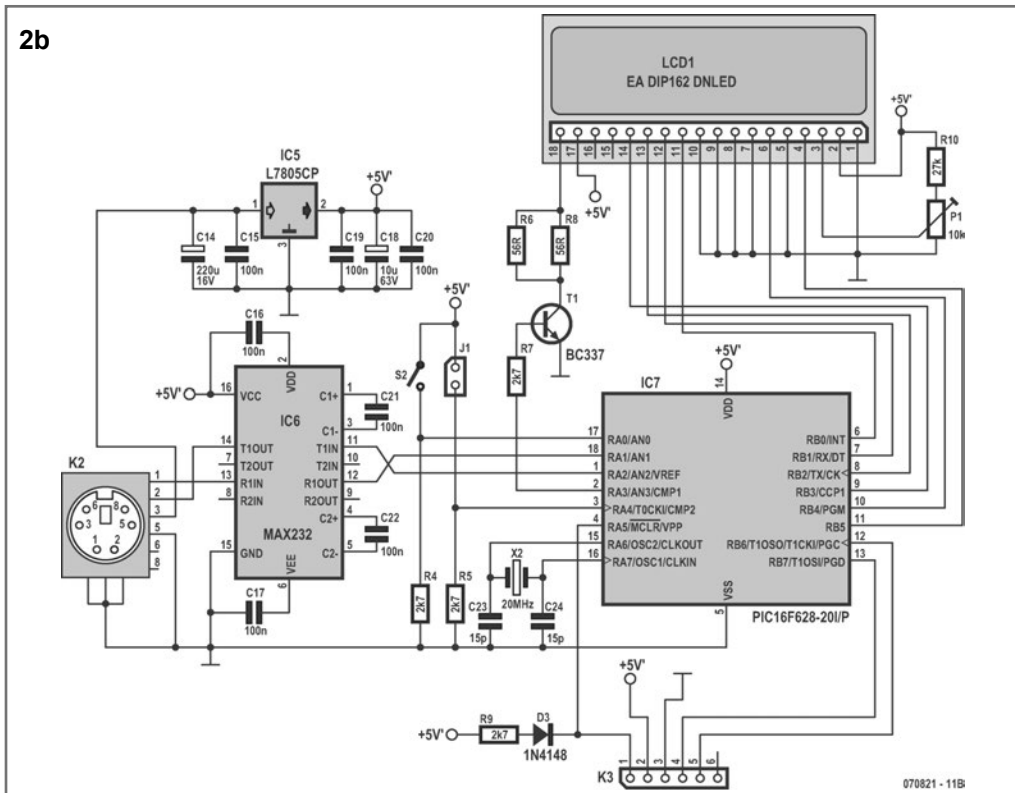 2b
LCD1
EA DIP162 DNLED
18 17 16 15 14 13 12 11 10 9 8 7 6 5 4 3 2 1
+5V'
R10
27k
P1
10k
+5V'
IC5
L7805CP
1 2
3
+5V'
C14
220u
16V
C15
100n
C19
100n
C18
10u
63V
C20
100n
R6
56R
R8
56R
T1
BC337
R7
2k7
+5V'
S2
J1
C16
100n
+5V'
2
VDD
16 VCC
IC6
C1+ 1
C1- 3
C21
100n
14 T1OUT
T1IN 11
7 T2OUT
T2IN 10
13 R1IN
R1OUT 12
8 R2IN
R2OUT 9
C2+ 4
MAX232
C22
100n
15 GND
C2- 5
VEE
6
C17
100n
K2
1
2
3
5
6
8
6 8
3 5
1 2
R4
2k7
R5
2k7
X2
20MHz
C23
15p
C24
15p
IC7
+5V'
14
VDD
17 RA0/AN0
RB0/INT 6
18 RA1/AN1
RB1/RX/DT 7
1 RA2/AN2/VREF
RB2/TX/CK 8
2 RA3/AN3/CMP1
RB3/CCP1 9
3 RA4/T0CKI/CMP2
RB4/PGM 10
4 RA5/MCLR/VPP
RB5 11
15 RA6/OSC2/CLKOUT
RB6/T1OSO/T1CKI/PGC 12
16 RA7/OSC1/CLKIN
RB7/T1OSI/PGD 13
VSS
5
PIC16F628-20I/P
+5V'
+5V'
R9
2k7
D3
1N4148
K3
1 2 3 4 5 6
070821 - 11B